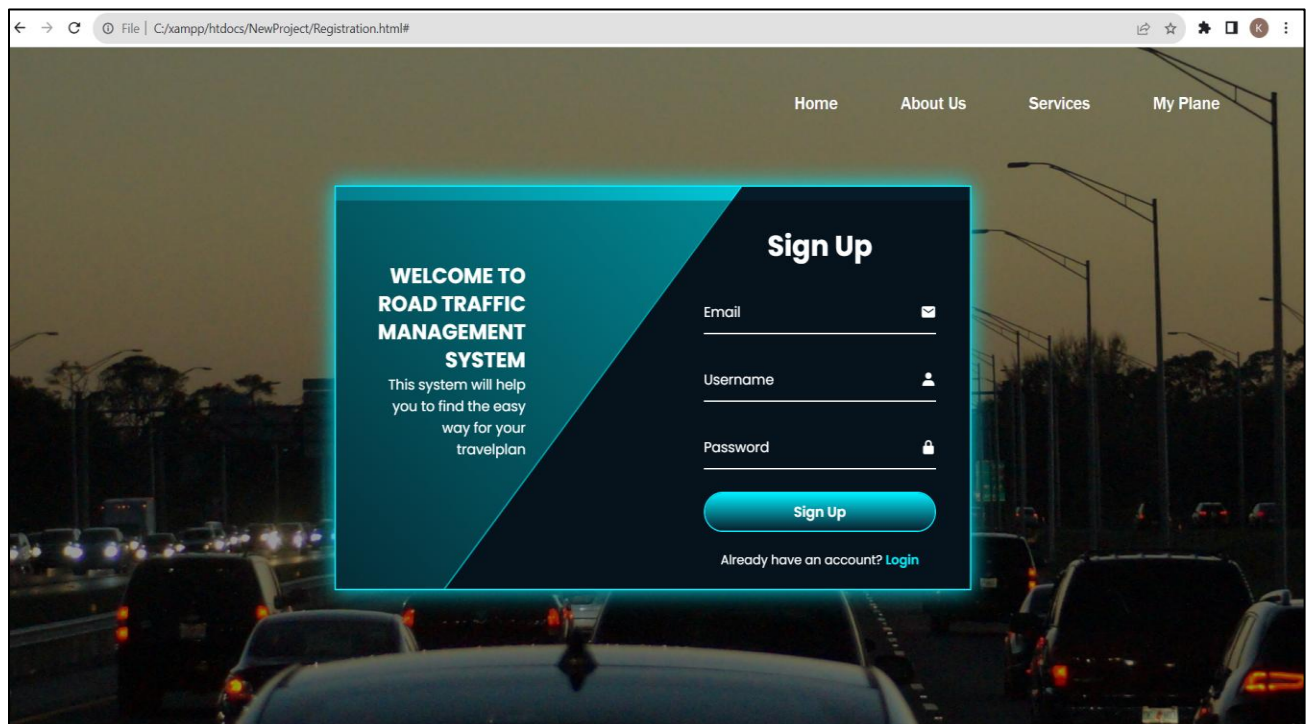 File | C:/xampp/htdocs/NewProject/Registration.html#
K
Home About Us Services My Plane
WELCOME TO
ROAD TRAFFIC
MANAGEMENT
SYSTEM
This system will help
you to find the easy
way for your
travelplan
Sign Up
Email
Username
Password
Sign Up
Already have an account? Login